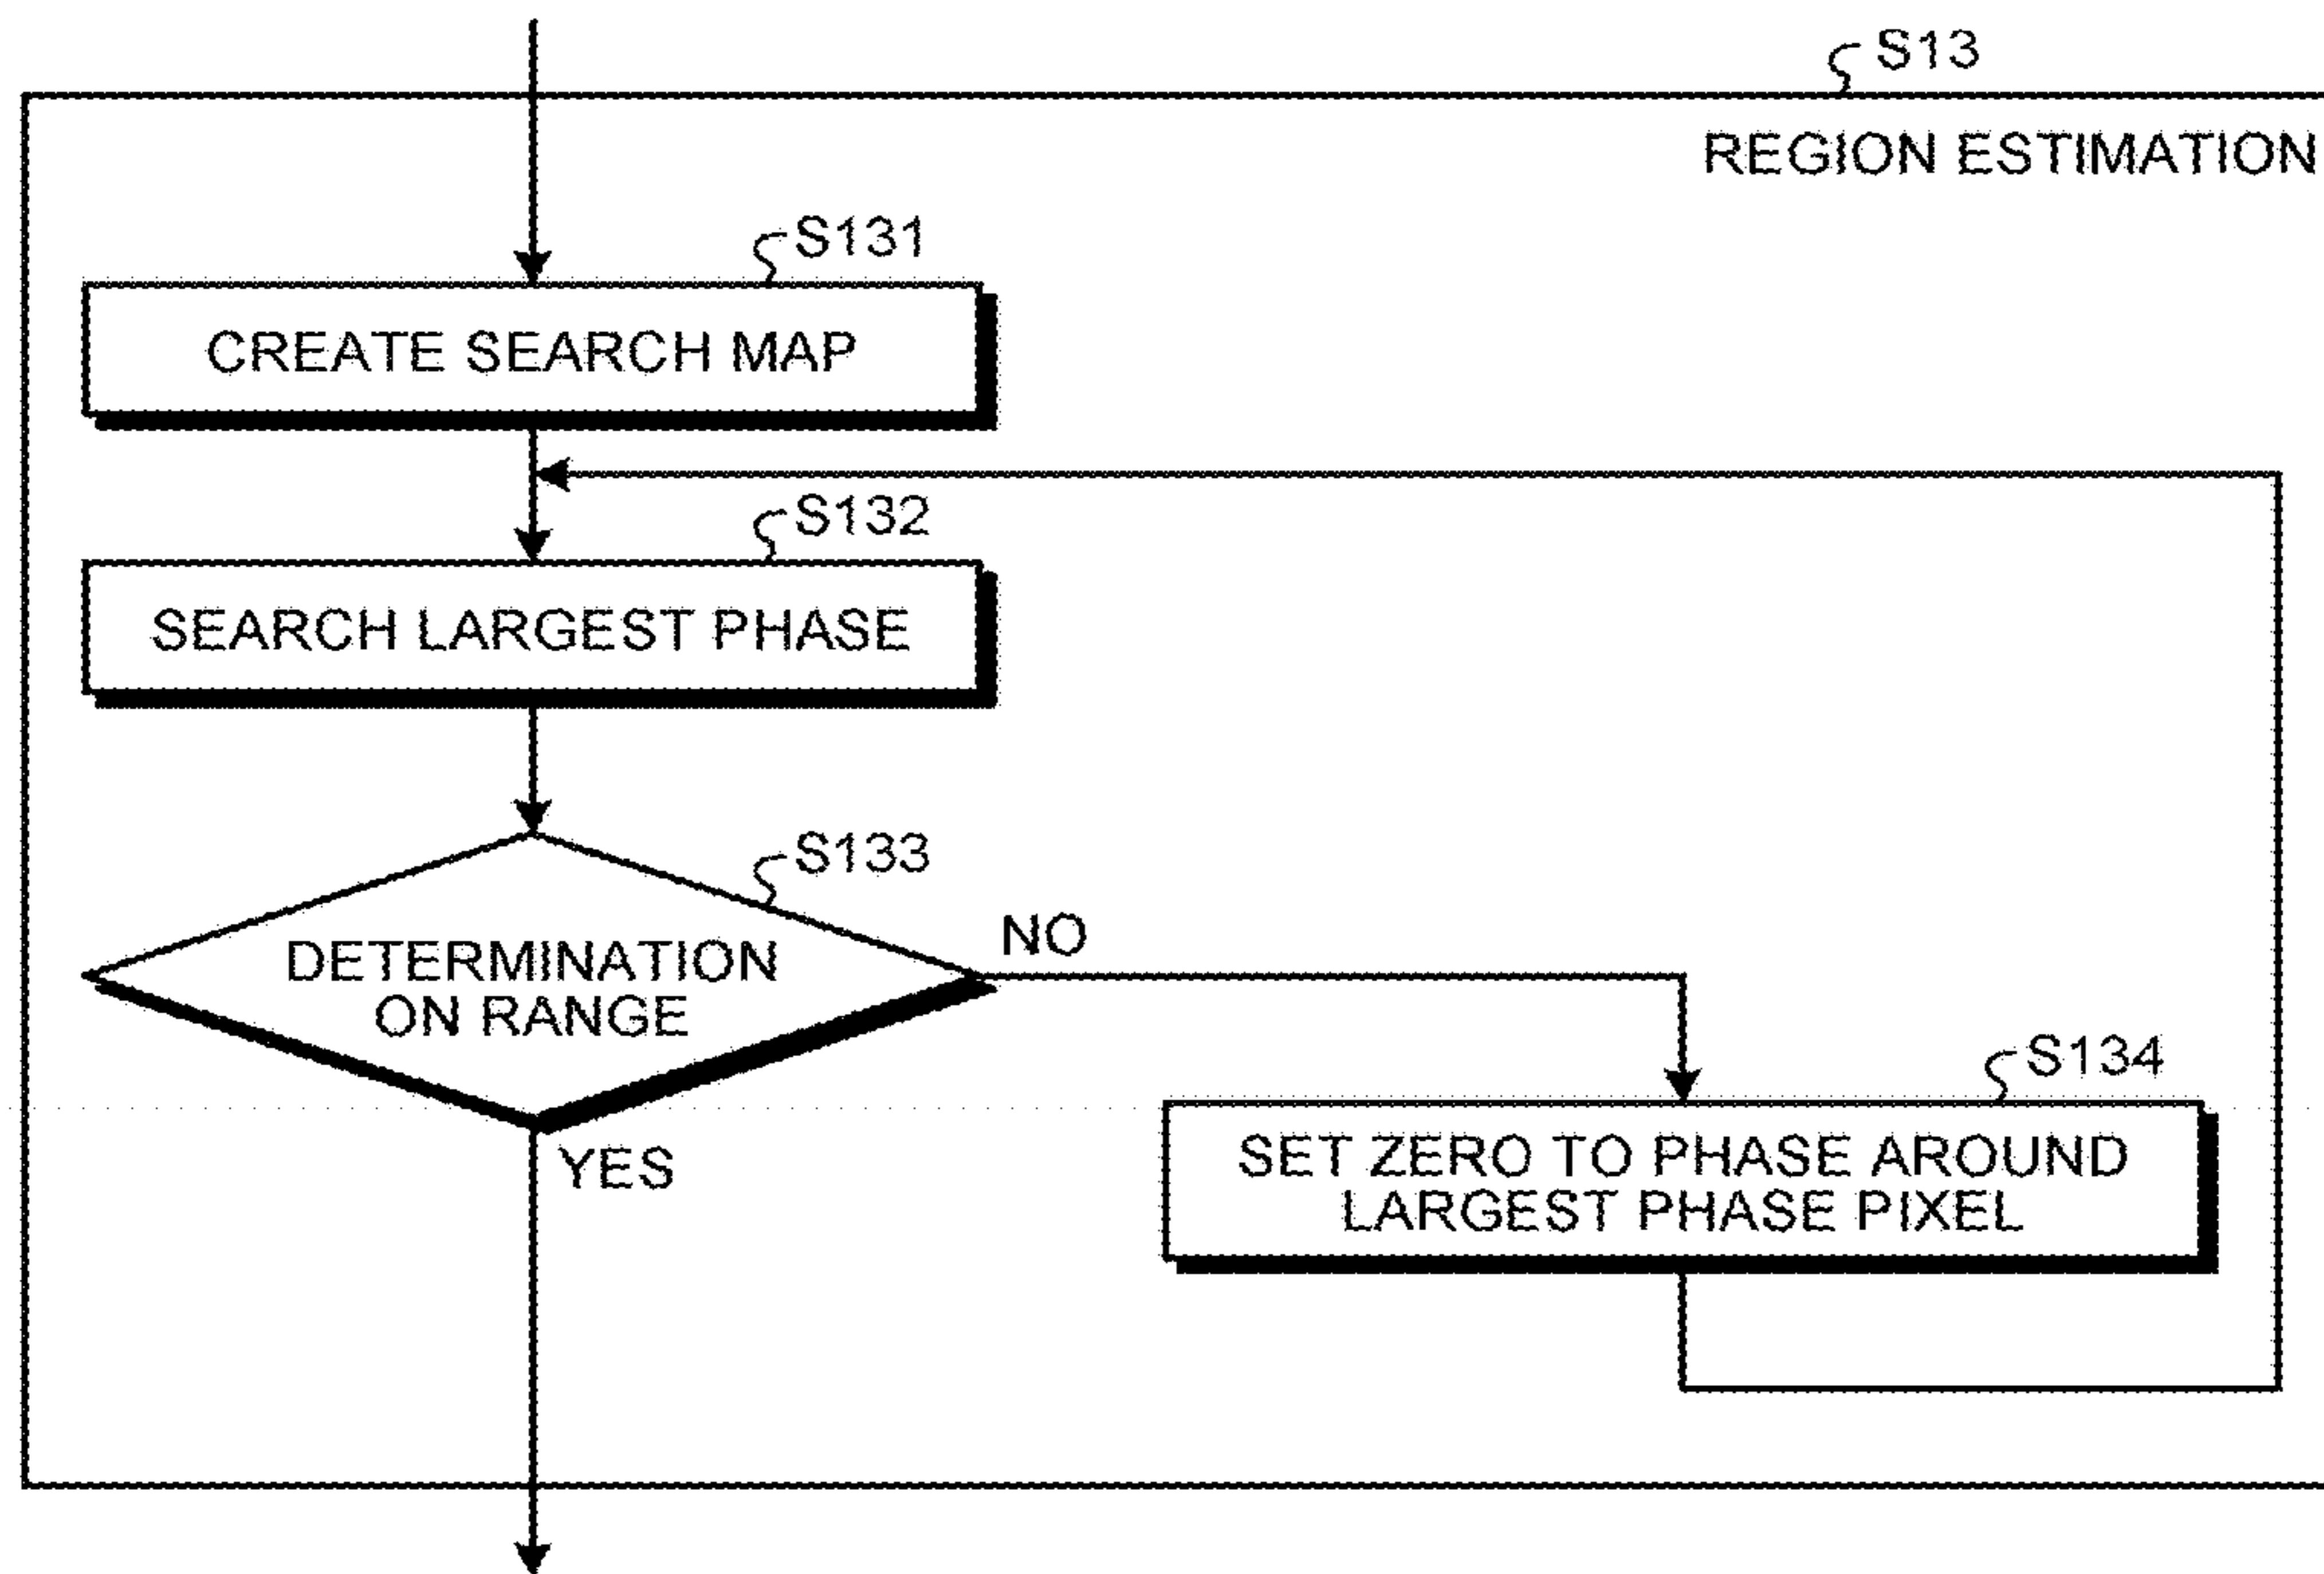 S13
REGION ESTIMATION
S131
CREATE SEARCH MAP
S132
SEARCH LARGEST PHASE
S133
DETERMINATION
ON RANGE
NO
YES
S134
SET ZERO TO PHASE AROUND
LARGEST PHASE PIXEL